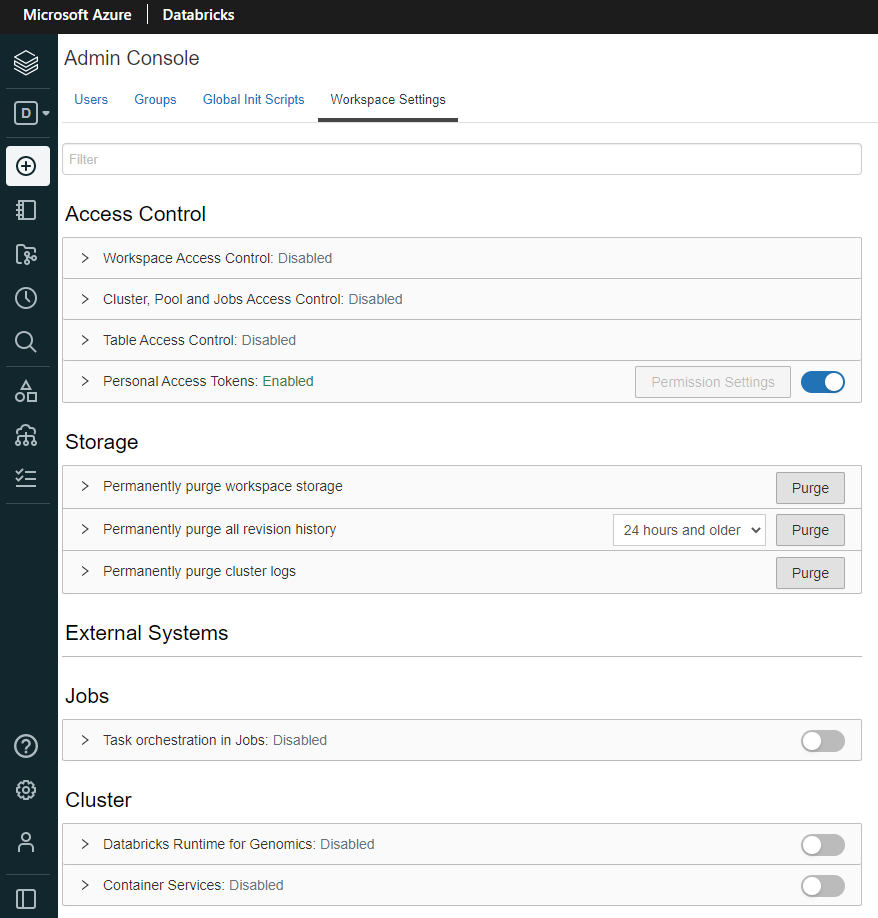 Microsoft Azure Databricks
Admin Console
D
Users Groups Global Init Scripts Workspace Settings
Filter
Access Control
Workspace Access Control: Disabled
Cluster, Pool and Jobs Access Control: Disabled
Table Access Control: Disabled
Personal Access Tokens: Enabled Permission Settings
Storage
Permanently purge workspace storage Purge
Permanently purge all revision history 24 hours and older Purge
Permanently purge cluster logs Purge
External Systems
Jobs
Task orchestration in Jobs: Disabled
Cluster
Databricks Runtime for Genomics: Disabled
Container Services: Disabled